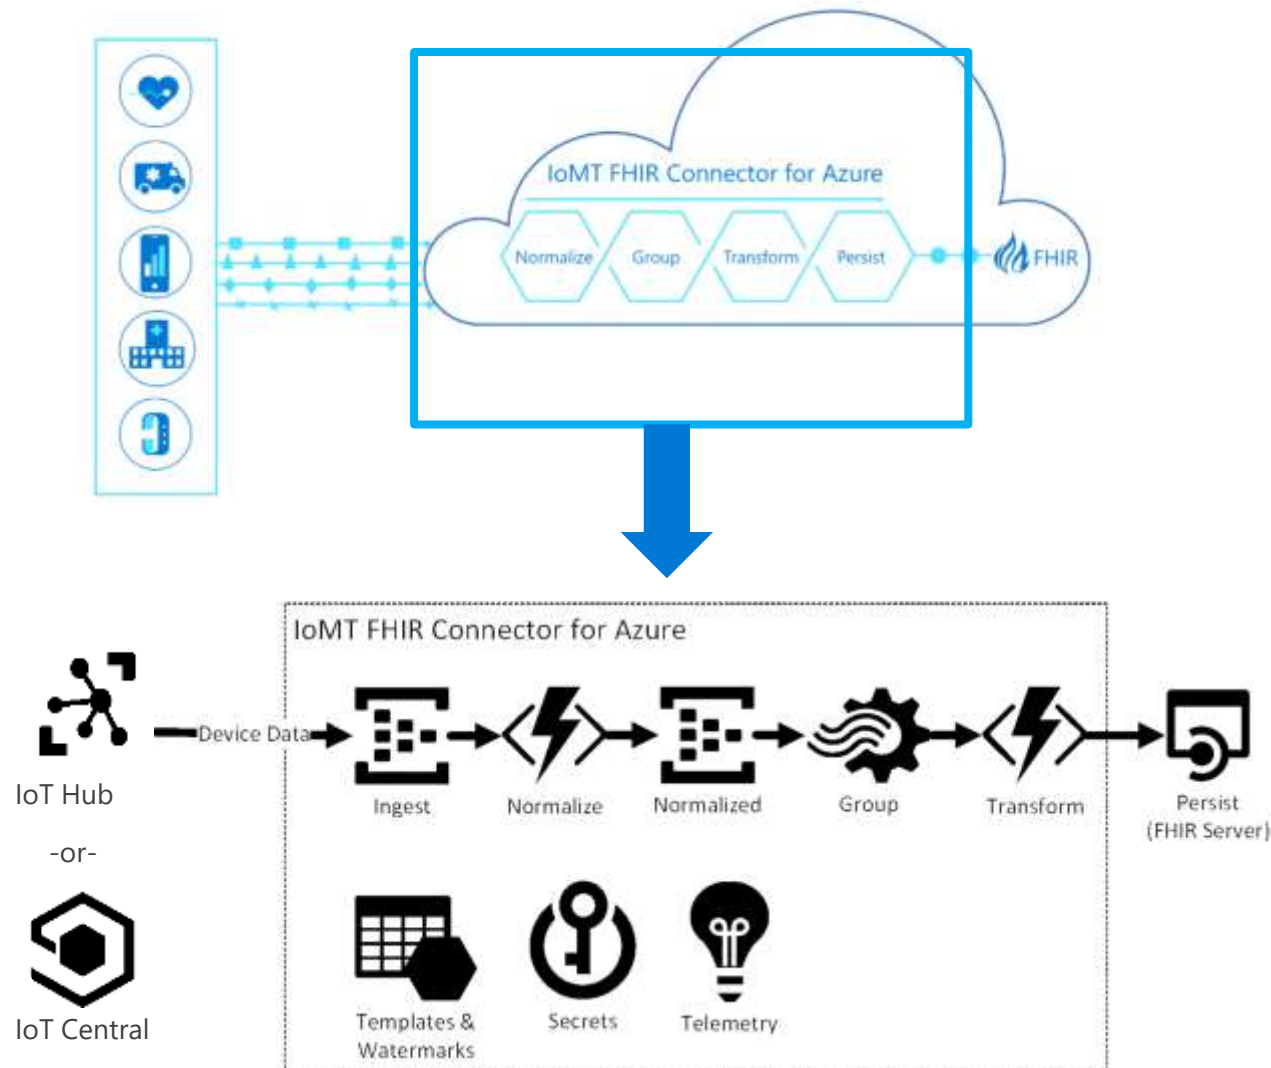 IoMT FHIR Connector for Azure
Normalize
Group
Transform
Persist
FHIR
IoMT FHIR Connector for Azure
Device Data
IoT Hub
-or-
IoT Central
Ingest
Normalize
Normalized
Group
Transform
Persist
(FHIR Server)
Templates &
Watermarks
Secrets
Telemetry